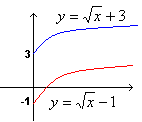 y = √x + 3
3
-1
y = √x − 1